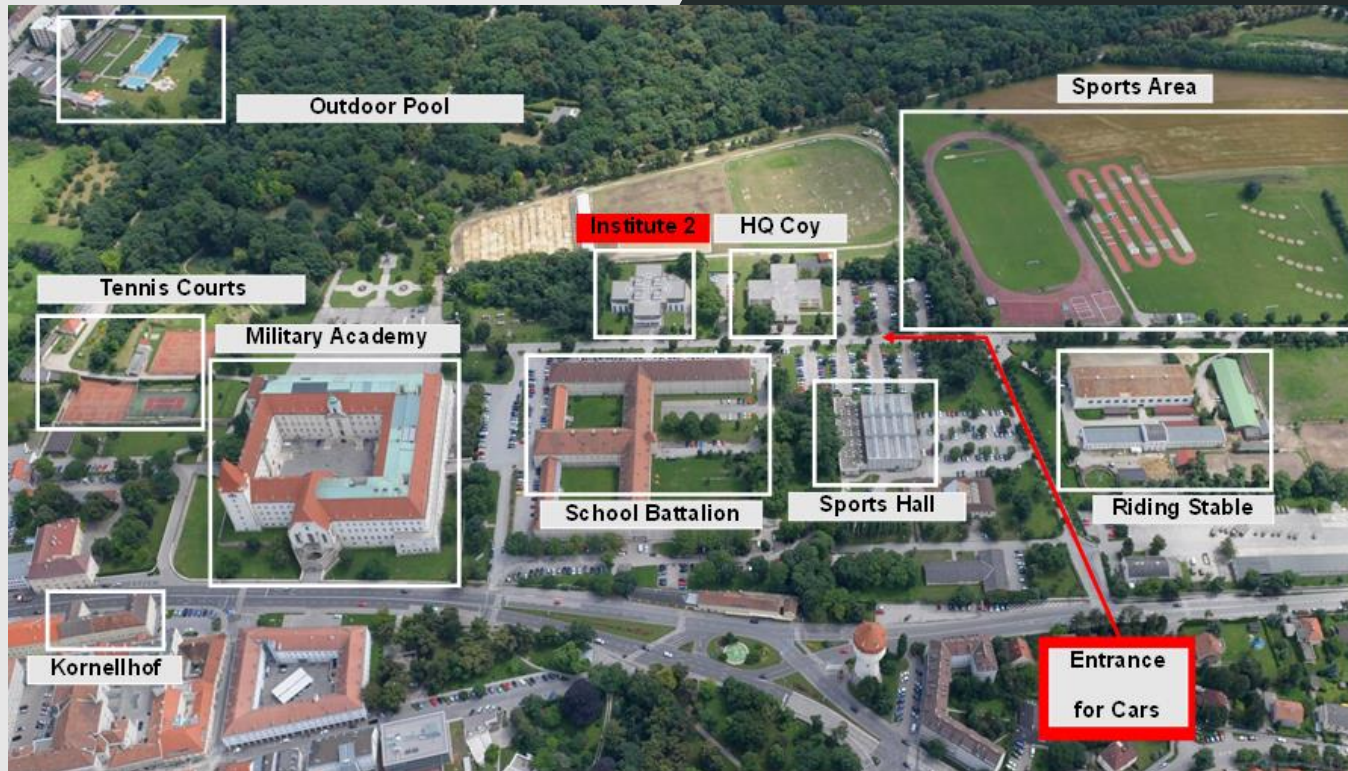 Sports Area
Outdoor Pool
Institute 2
HQ Coy
Tennis Courts
Military Academy
School Battalion
Sports Hall
Riding Stable
Kornellhof
Entrance
for Cars